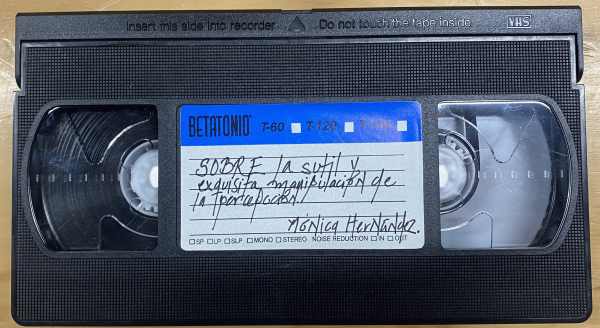 Insert this side into recorder Do not touch the tape inside VHS
BETATONIO T-60 T-120 T-160
SOBRE la sutil y
exquisita manipulación de
la percepción!
Mónica Hernández.
SP LP SLP MONO STEREO NOISE REDUCTION IN OUT